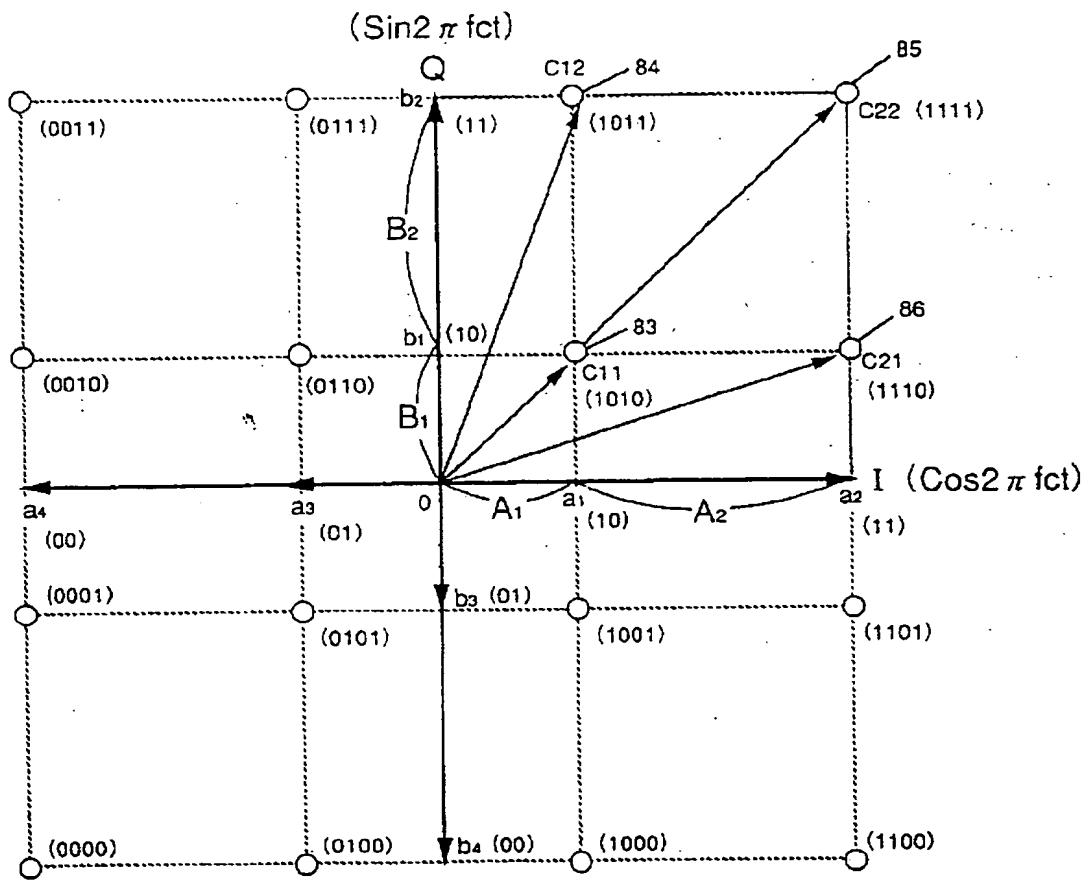 (Sin2 π fct)
Q
C12
84
85
b2
(0011)
(0111)
(11)
(1011)
C22 (1111)
B2
b1
(10)
83
86
(0010)
(0110)
C11
(1010)
C21
(1110)
B1
a4
a3
0
A1
a1
A2
a2
I (Cos2 π fct)
(00)
(01)
(10)
(11)
(0001)
(0101)
b3 (01)
(1001)
(1101)
(0000)
(0100)
b4 (00)
(1000)
(1100)